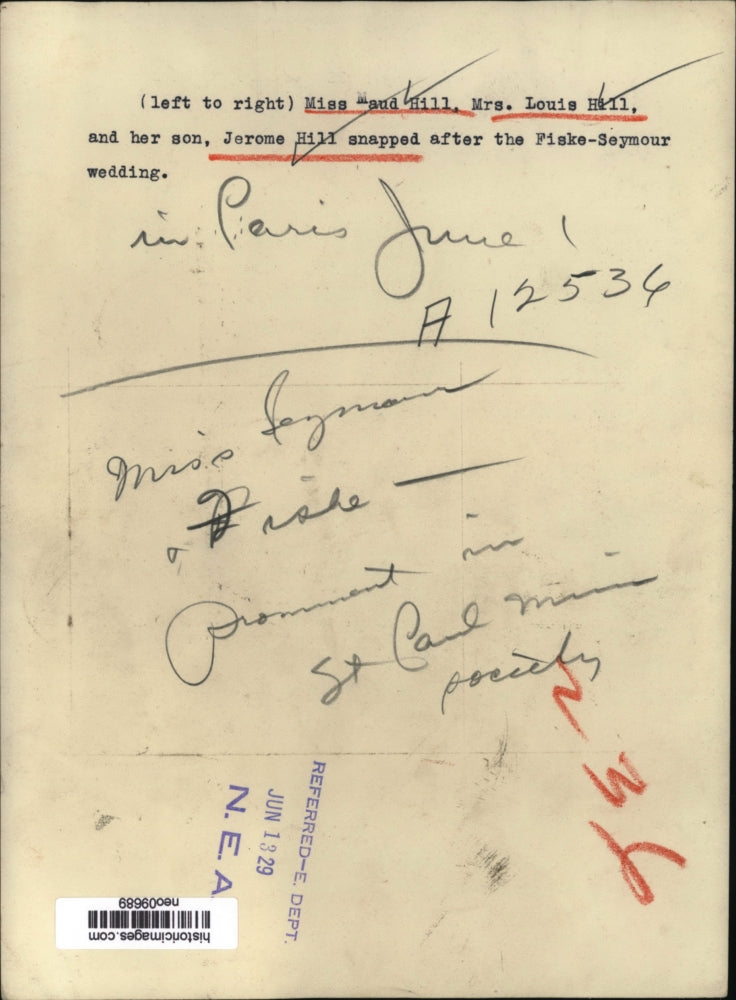 (left to right) Miss Maud Hill, Mrs. Louis Hill,
and her son, Jerome Hill snapped after the Fiske-Seymour
wedding.
in Paris June 1
A 12534
Miss Seymour
& Fiske —
prominent in
St Paul Minn
society
REFERRED-E. DEPT.
JUN 13 29
N. E. A
neo09689
historicimages.com